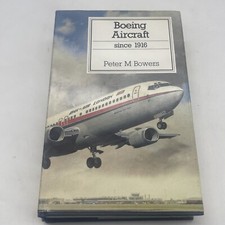 Boeing
Aircraft
since 1916
Peter M Bowers